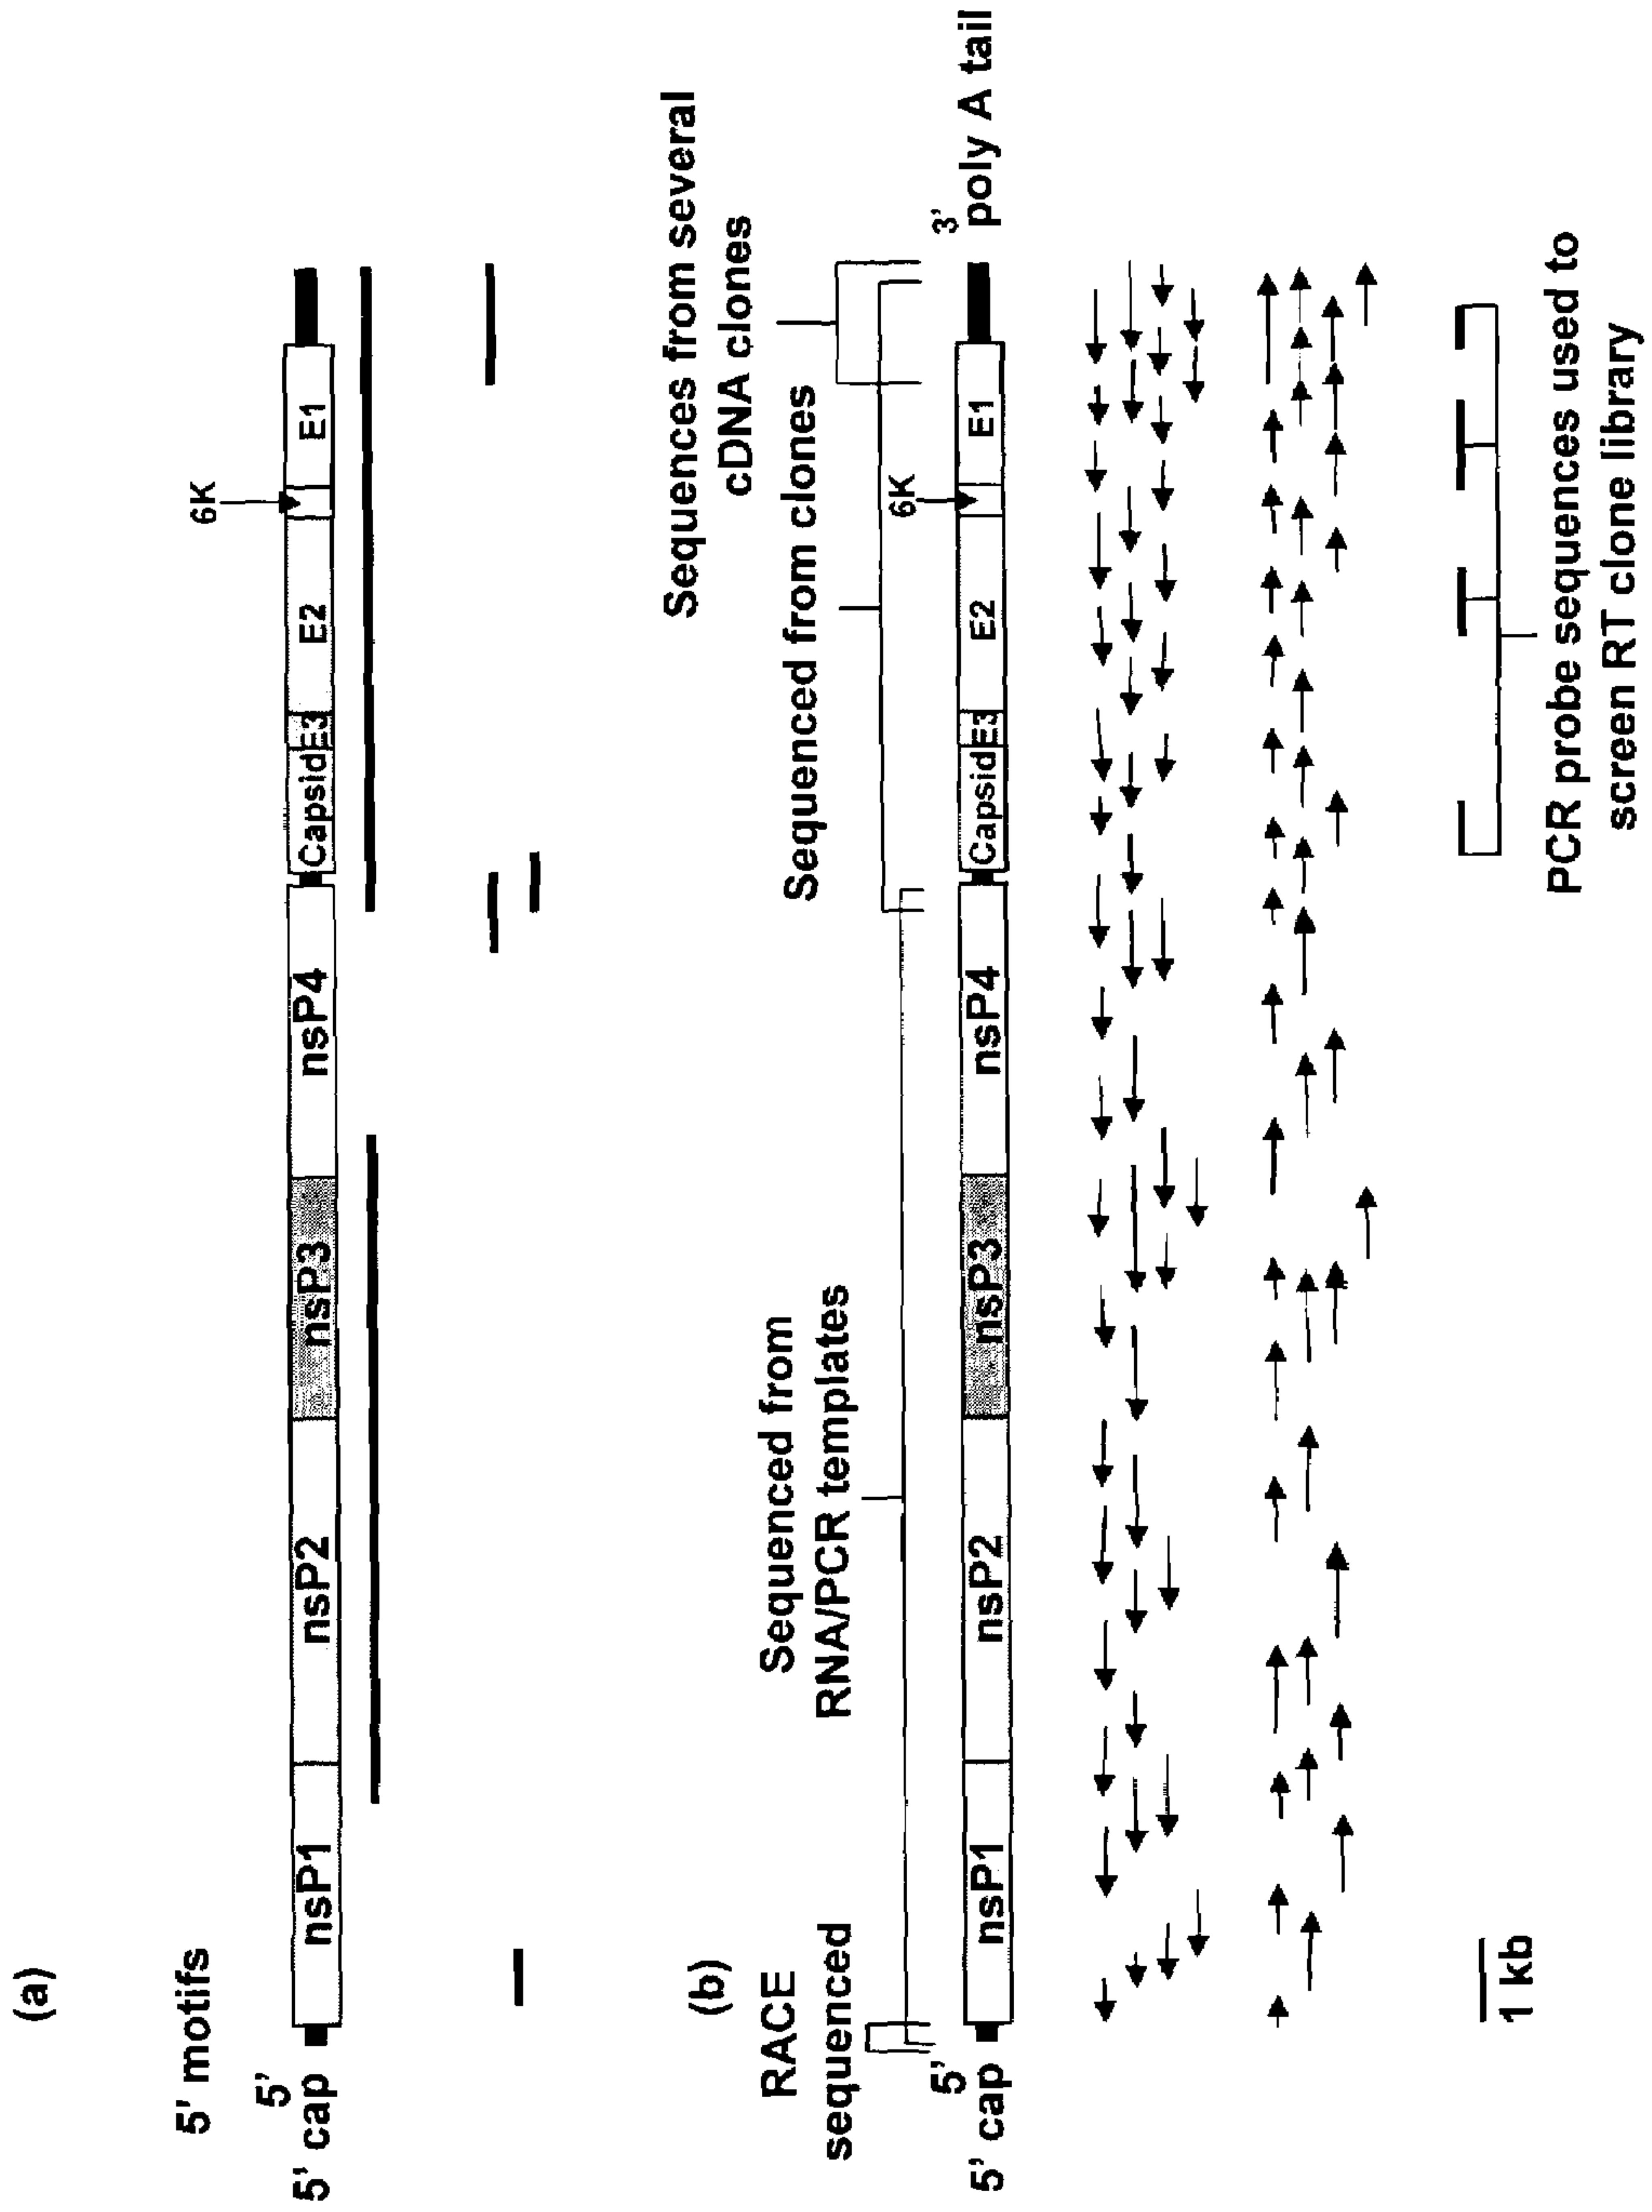 (a)
5' motifs
6K
5'
5' cap
nsP1
nsP2
nsP3
nsP4
Capsid
E3
E2
E1
(b)
RACE
sequenced
Sequenced from
RNA/PCR templates
Sequenced from clones
Sequences from several
cDNA clones
6K
5'
5' cap
nsP1
nsP2
nsP3
nsP4
Capsid
E3
E2
E1
3'
poly A tail
1 kb
PCR probe sequences used to
screen RT clone library